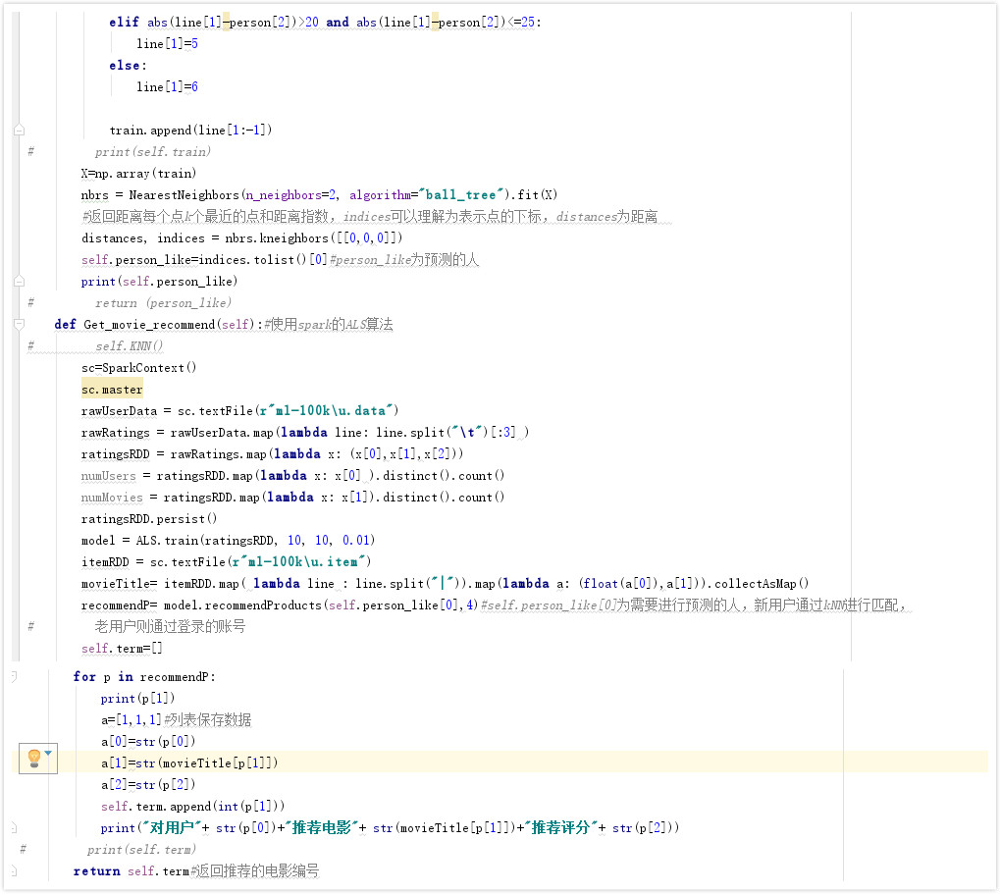 elif abs(line[1]-person[2])>20 and abs(line[1]-person[2])<=25:
line[1]=5
else:
line[1]=6
train.append(line[1:-1])
# print(self.train)
X=np.array(train)
nbrs = NearestNeighbors(n_neighbors=2, algorithm="ball_tree").fit(X)
#返回距离每个点k个最近的点和距离指数，indices可以理解为表示点的下标，distances为距离
distances, indices = nbrs.kneighbors([[0,0,0]])
self.person_like=indices.tolist()[0]#person_like为预测的人
print(self.person_like)
# return (person_like)
def Get_movie_recommend(self):#使用spark的ALS算法
# self.KNN()
sc=SparkContext()
sc.master
rawUserData = sc.textFile(r"ml-100k\u.data")
rawRatings = rawUserData.map(lambda line: line.split("\t")[:3] )
ratingsRDD = rawRatings.map(lambda x: (x[0],x[1],x[2]))
numUsers = ratingsRDD.map(lambda x: x[0] ).distinct().count()
numMovies = ratingsRDD.map(lambda x: x[1]).distinct().count()
ratingsRDD.persist()
model = ALS.train(ratingsRDD, 10, 10, 0.01)
itemRDD = sc.textFile(r"ml-100k\u.item")
movieTitle= itemRDD.map( lambda line : line.split("|")).map(lambda a: (float(a[0]),a[1])).collectAsMap()
recommendP= model.recommendProducts(self.person_like[0],4)#self.person_like[0]为需要进行预测的人，新用户通过kNN进行匹配，
# 老用户则通过登录的账号
self.term=[]
for p in recommendP:
print(p[1])
a=[1,1,1]#列表保存数据
a[0]=str(p[0])
a[1]=str(movieTitle[p[1]])
a[2]=str(p[2])
self.term.append(int(p[1]))
print("对用户"+ str(p[0])+"推荐电影"+ str(movieTitle[p[1]])+"推荐评分"+ str(p[2]))
# print(self.term)
return self.term#返回推荐的电影编号